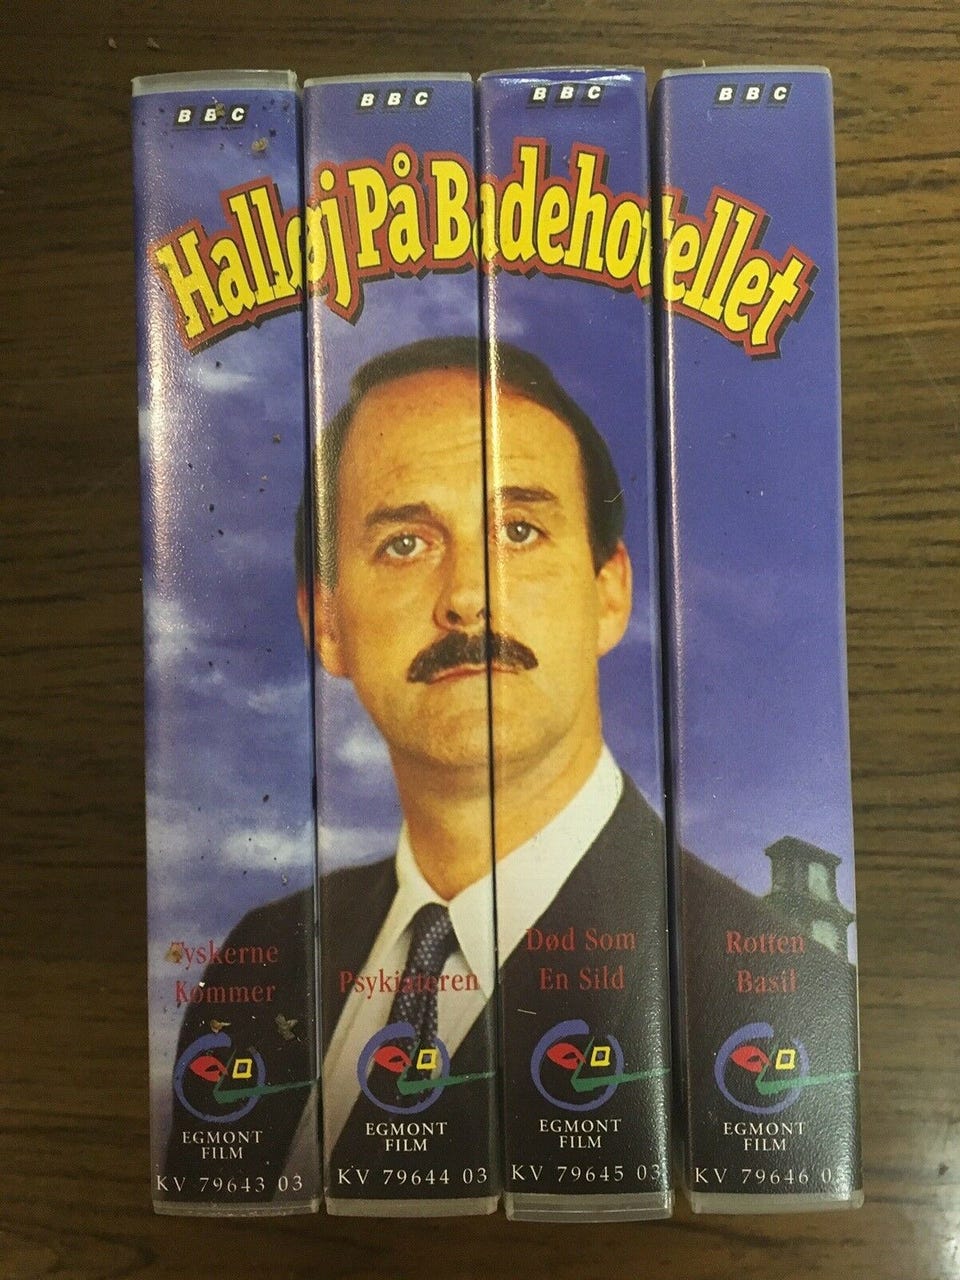 BBC
BBC
BBC
BBC
Halløj På Badehotellet
Tyskerne
Kommer
EGMONT
FILM
KV 79643 03
Psykiateren
EGMONT
FILM
KV 79644 03
Død Som
En Sild
EGMONT
FILM
KV 79645 03
Rotten
Basil
EGMONT
FILM
KV 79646 03